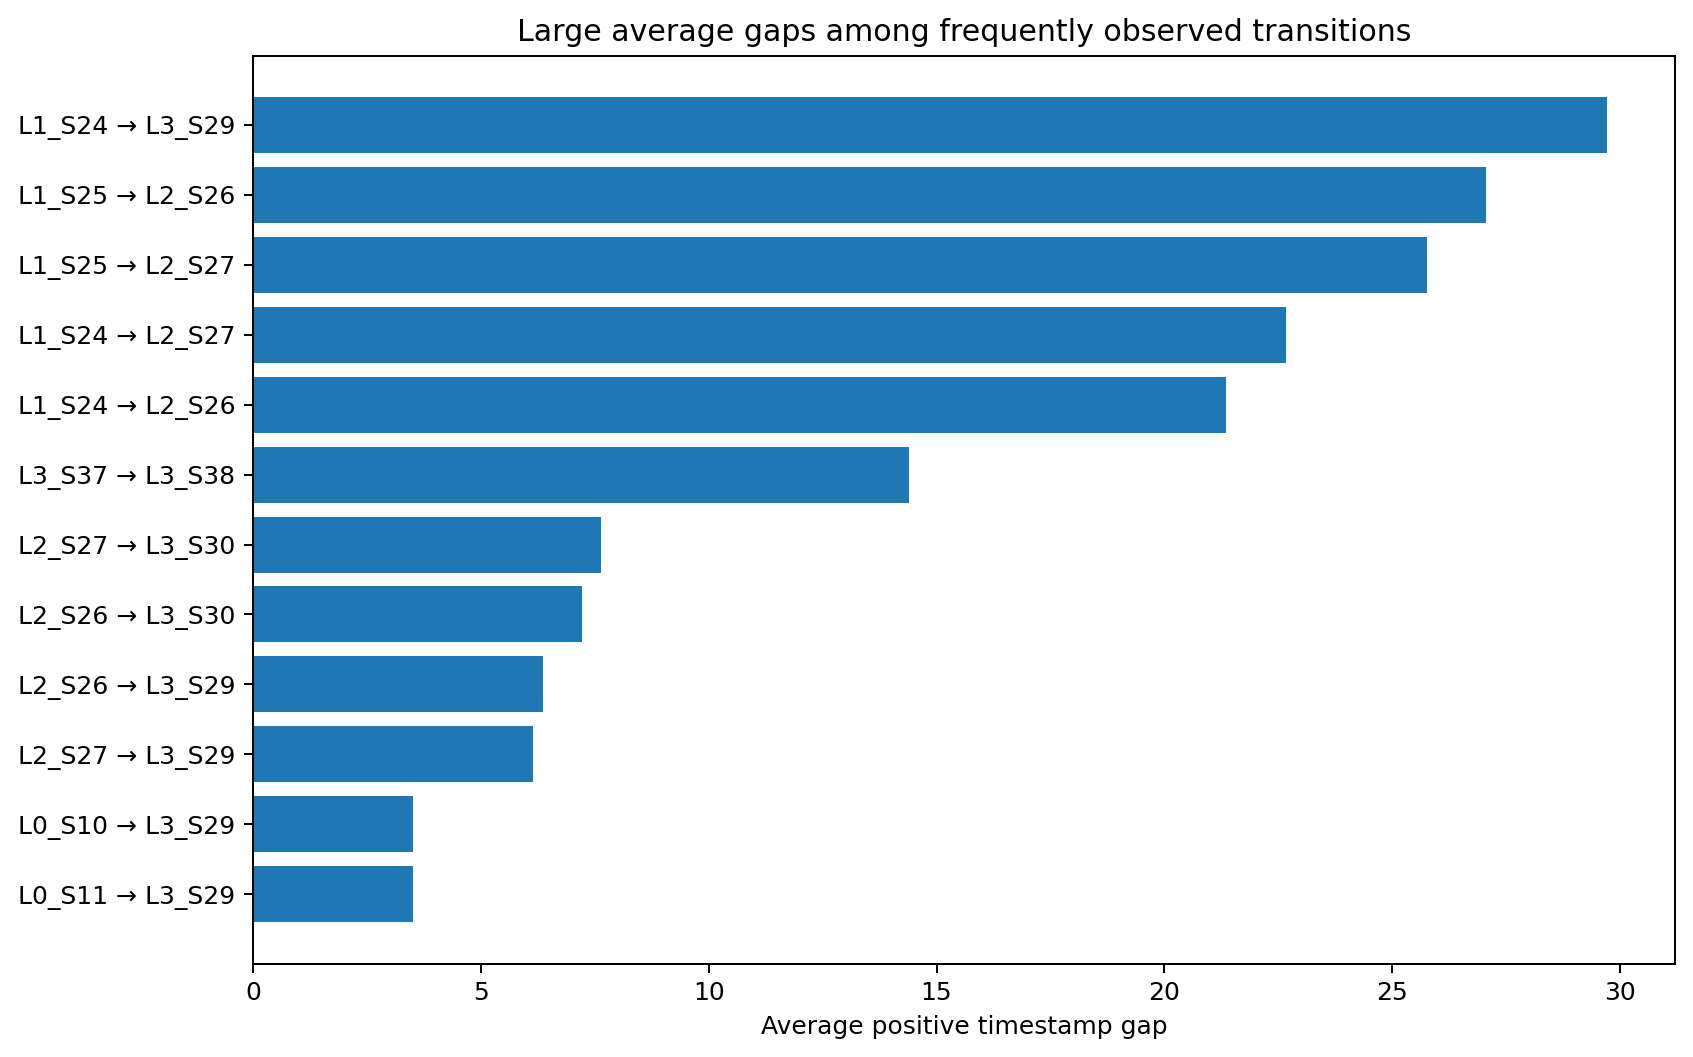 Large average gaps among frequently observed transitions
L1_S24 → L3_S29
L1_S25 → L2_S26
L1_S25 → L2_S27
L1_S24 → L2_S27
L1_S24 → L2_S26
L3_S37 → L3_S38
L2_S27 → L3_S30
L2_S26 → L3_S30
L2_S26 → L3_S29
L2_S27 → L3_S29
L0_S10 → L3_S29
L0_S11 → L3_S29
0 5 10 15 20 25 30
Average positive timestamp gap